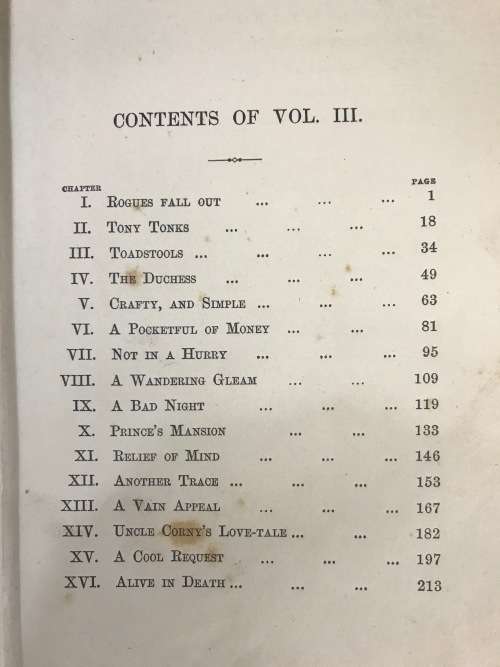 CONTENTS OF VOL. III.
CHAPTER PAGE
I. ROGUES FALL OUT ... ... ... 1
II. TONY TONKS ... ... ... 18
III. TOADSTOOLS ... ... ... ... 34
IV. THE DUCHESS ... ... ... 49
V. CRAFTY, AND SIMPLE ... ... ... 63
VI. A POCKETFUL OF MONEY ... ... 81
VII. NOT IN A HURRY ... ... ... 95
VIII. A WANDERING GLEAM ... ... 109
IX. A BAD NIGHT ... ... ... 119
X. PRINCE'S MANSION ... ... 133
XI. RELIEF OF MIND ... ... ... 146
XII. ANOTHER TRACE ... ... ... 153
XIII. A VAIN APPEAL ... ... ... 167
XIV. UNCLE CORNY'S LOVE-TALE ... ... 182
XV. A COOL REQUEST ... ... ... 197
XVI. ALIVE IN DEATH ... ... ... 213